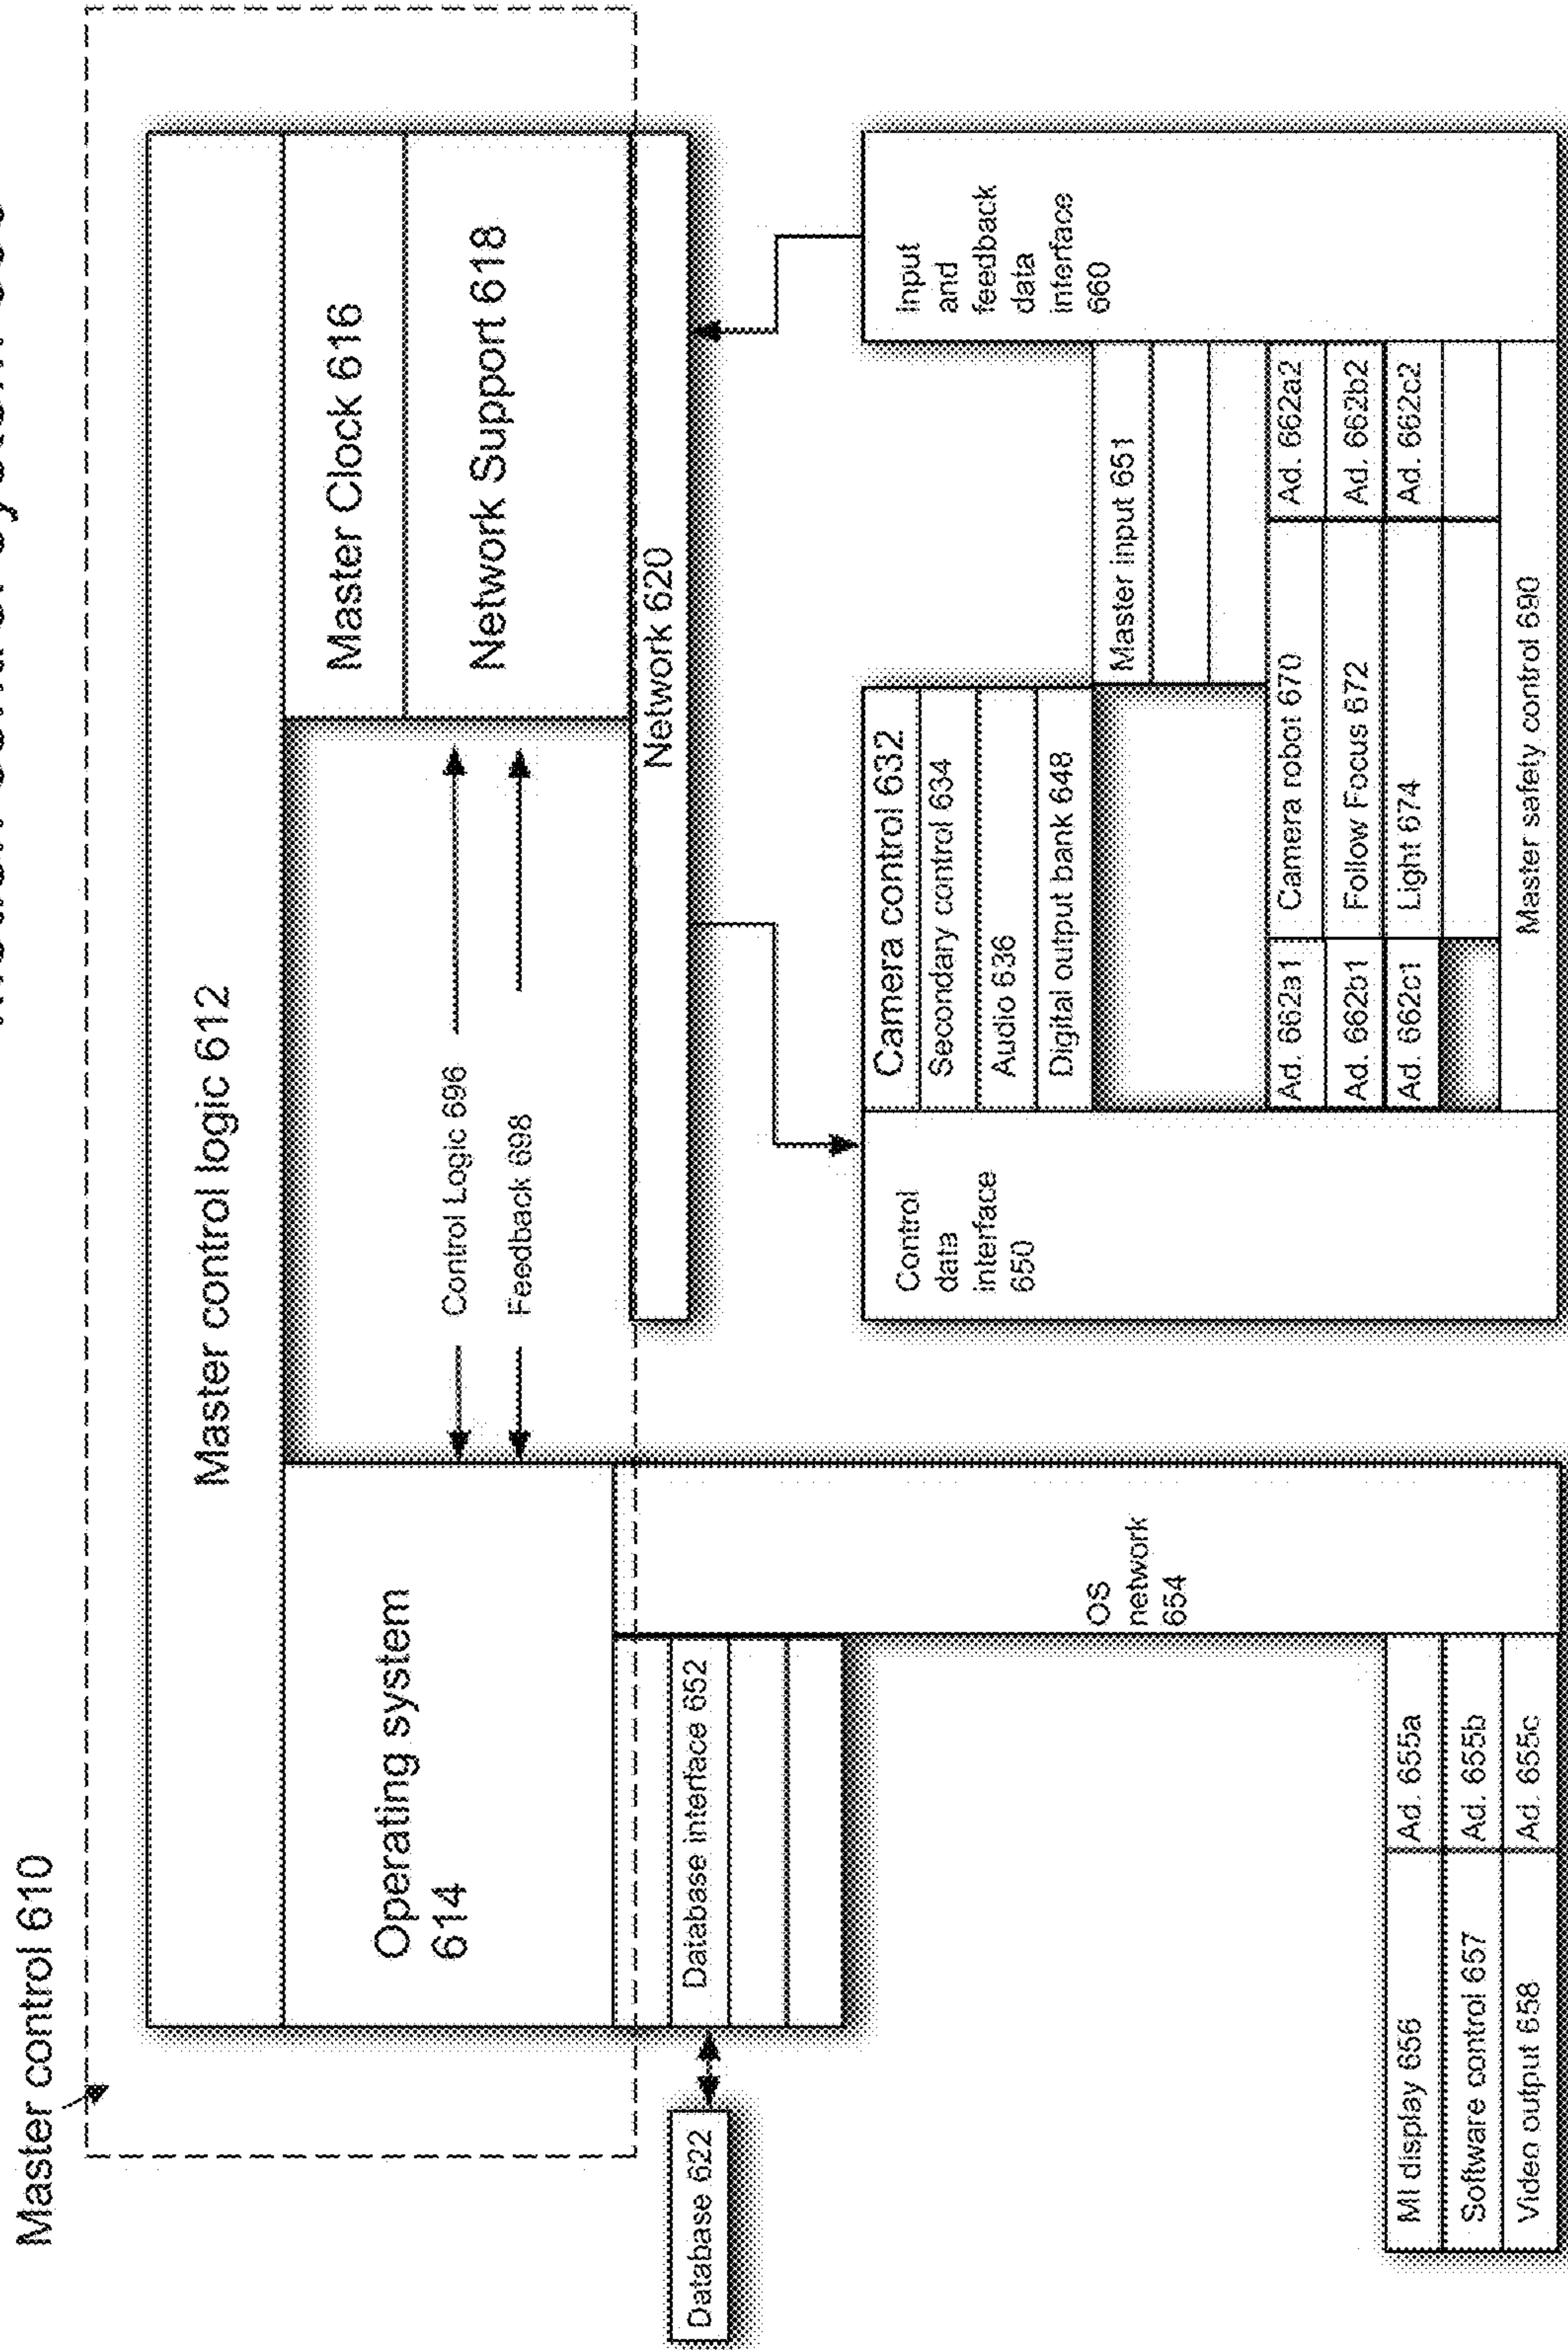 Master control 610
Master control logic 612
Operating system
614
Master Clock 616
Network Support 618
Control Logic 696
Feedback 698
Network 620
Database 622
Database interface 652
OS
network
654
MI display 656
Ad. 655a
Software control 657
Ad. 655b
Video output 658
Ad. 655c
Control
data
interface
650
Camera control 632
Secondary control 634
Audio 636
Digital output bank 648
Master input 651
Input
and
feedback
data
interface
660
Ad. 662a1
Camera robot 670
Ad. 662a2
Ad. 662b1
Follow Focus 672
Ad. 662b2
Ad. 662c1
Light 674
Ad. 662c2
Master safety control 690